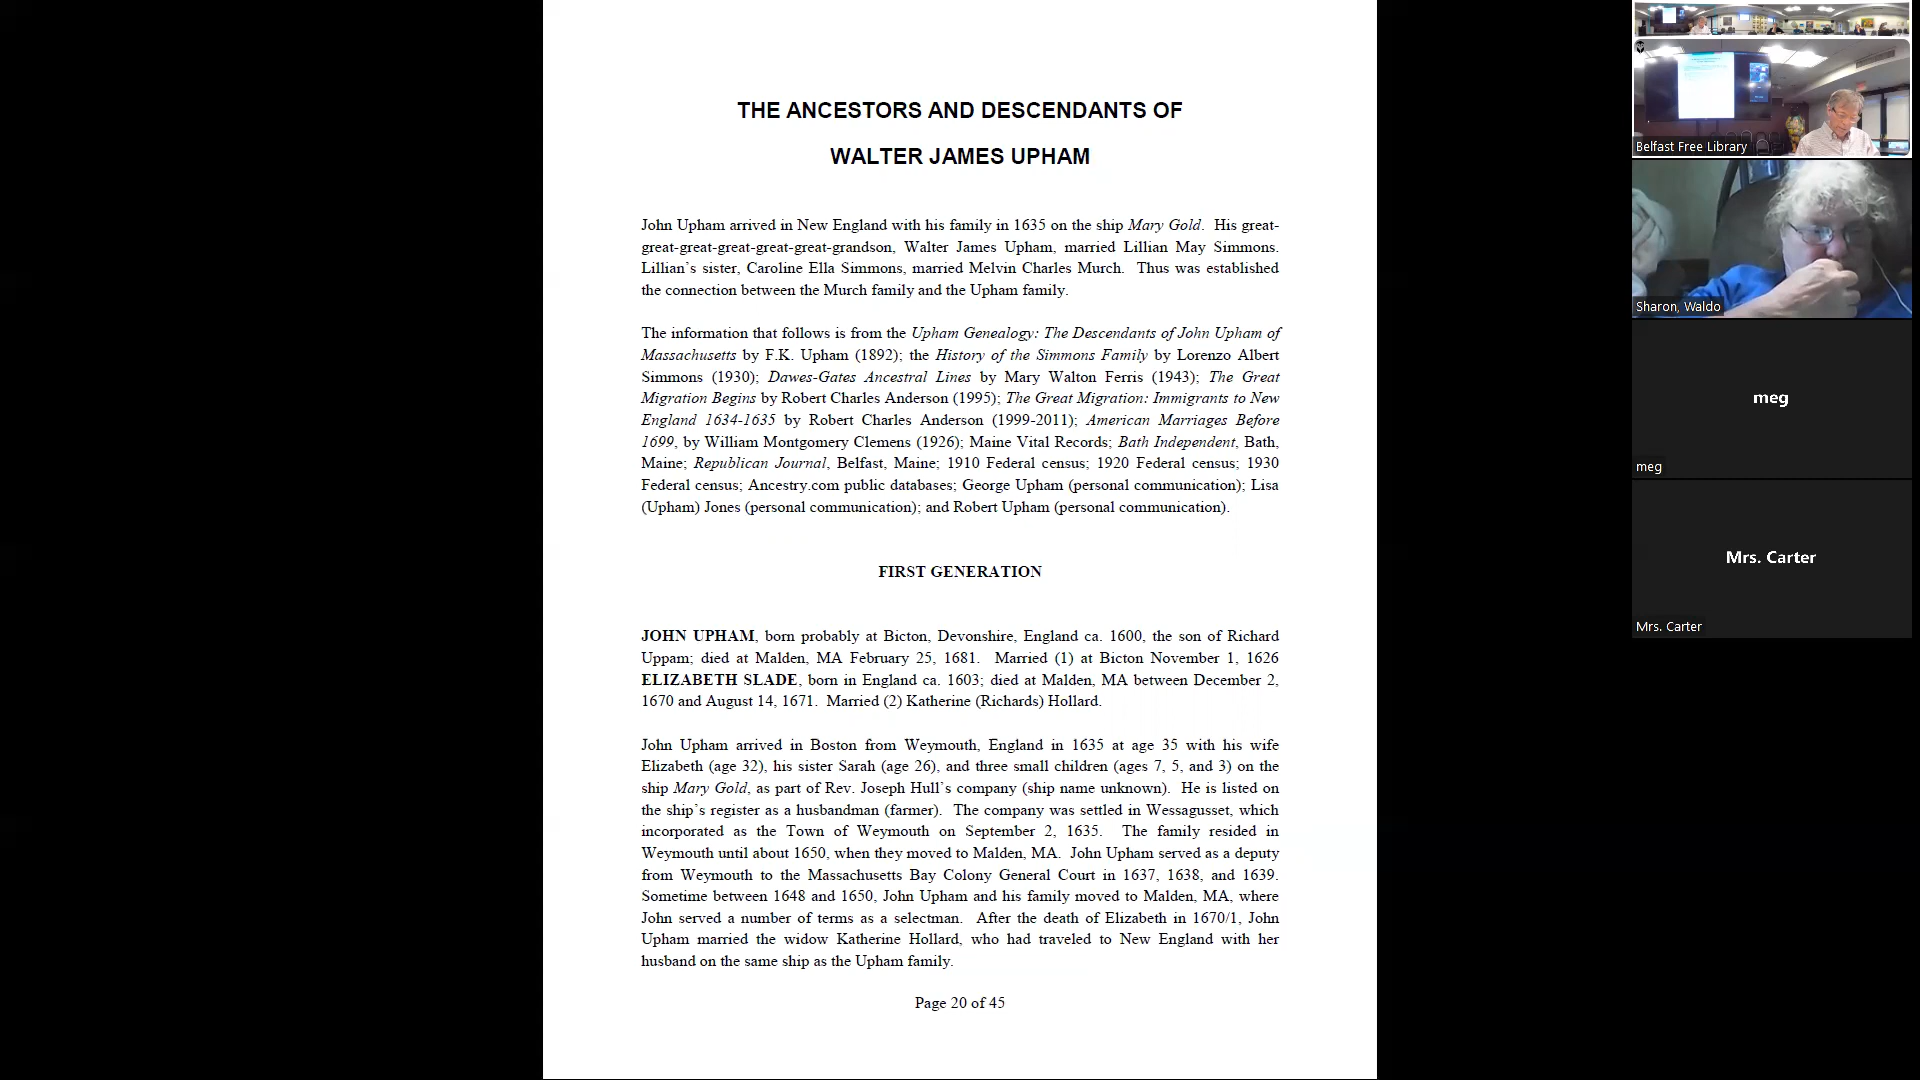 THE ANCESTORS AND DESCENDANTS OF
WALTER JAMES UPHAM
John Upham arrived in New England with his family in 1635 on the ship Mary Gold. His great-
great-great-great-great-great-grandson, Walter James Upham, married Lillian May Simmons.
Lillian’s sister, Caroline Ella Simmons, married Melvin Charles Murch. Thus was established
the connection between the Murch family and the Upham family.
The information that follows is from the Upham Genealogy: The Descendants of John Upham of
Massachusetts by F.K. Upham (1892); the History of the Simmons Family by Lorenzo Albert
Simmons (1930); Dawes-Gates Ancestral Lines by Mary Walton Ferris (1943); The Great
Migration Begins by Robert Charles Anderson (1995); The Great Migration: Immigrants to New
England 1634-1635 by Robert Charles Anderson (1999-2011); American Marriages Before
1699, by William Montgomery Clemens (1926); Maine Vital Records; Bath Independent, Bath,
Maine; Republican Journal, Belfast, Maine; 1910 Federal census; 1920 Federal census; 1930
Federal census; Ancestry.com public databases; George Upham (personal communication); Lisa
(Upham) Jones (personal communication); and Robert Upham (personal communication).
FIRST GENERATION
JOHN UPHAM, born probably at Bicton, Devonshire, England ca. 1600, the son of Richard
Uppam; died at Malden, MA February 25, 1681. Married (1) at Bicton November 1, 1626
ELIZABETH SLADE, born in England ca. 1603; died at Malden, MA between December 2,
1670 and August 14, 1671. Married (2) Katherine (Richards) Hollard.
John Upham arrived in Boston from Weymouth, England in 1635 at age 35 with his wife
Elizabeth (age 32), his sister Sarah (age 26), and three small children (ages 7, 5, and 3) on the
ship Mary Gold, as part of Rev. Joseph Hull’s company (ship name unknown). He is listed on
the ship’s register as a husbandman (farmer). The company was settled in Wessagusset, which
incorporated as the Town of Weymouth on September 2, 1635. The family resided in
Weymouth until about 1650, when they moved to Malden, MA. John Upham served as a deputy
from Weymouth to the Massachusetts Bay Colony General Court in 1637, 1638, and 1639.
Sometime between 1648 and 1650, John Upham and his family moved to Malden, MA, where
John served a number of terms as a selectman. After the death of Elizabeth in 1670/1, John
Upham married the widow Katherine Hollard, who had traveled to New England with her
husband on the same ship as the Upham family.
Page 20 of 45
Belfast Free Library
Sharon, Waldo
meg
meg
Mrs. Carter
Mrs. Carter